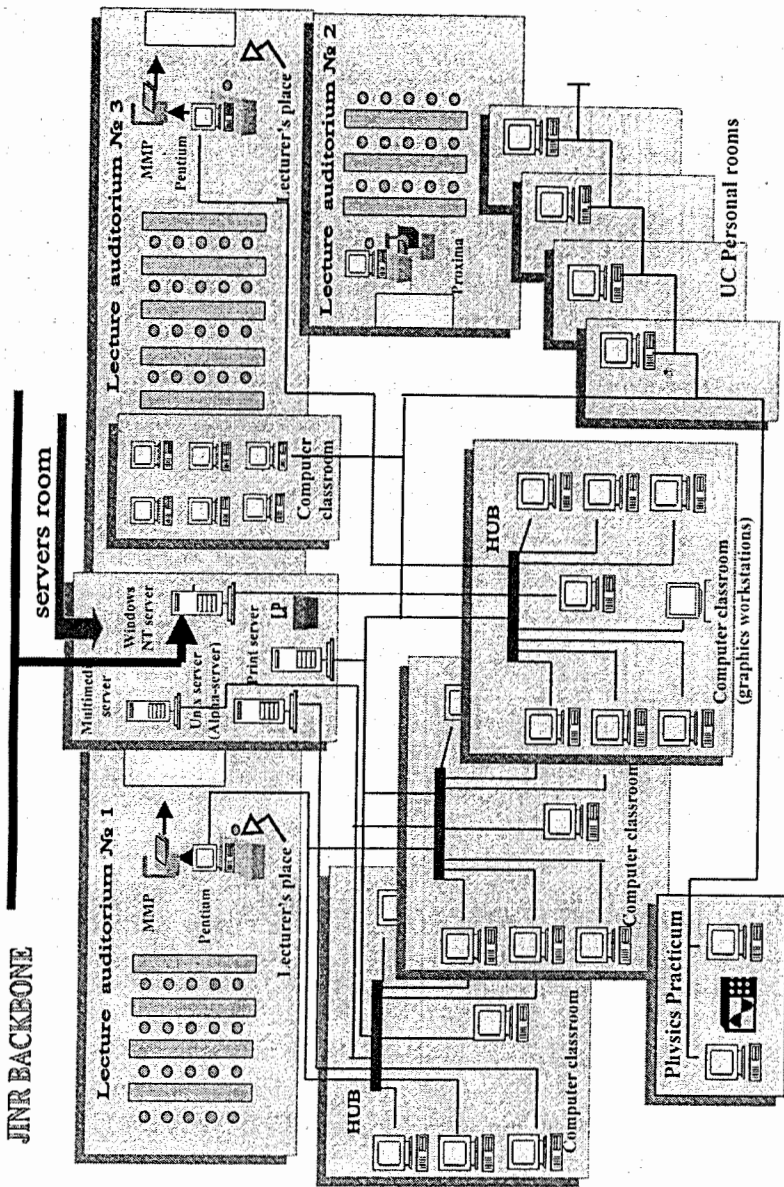 JINR BACKBONE
servers room
Lecture auditorium № 1
MMP
Pentium
Lecturer's place
Multimedia
server
Windows
NT server
Unix server
(Alpha-server)
Print server
LP
Lecture auditorium № 3
MMP
Pentium
Lecturer's place
Computer
classroom
Lecture auditorium № 2
Proxima
UC Personal rooms
HUB
Computer classroom
Computer classroom
HUB
Computer classroom
(graphics workstations)
Physics Practicum